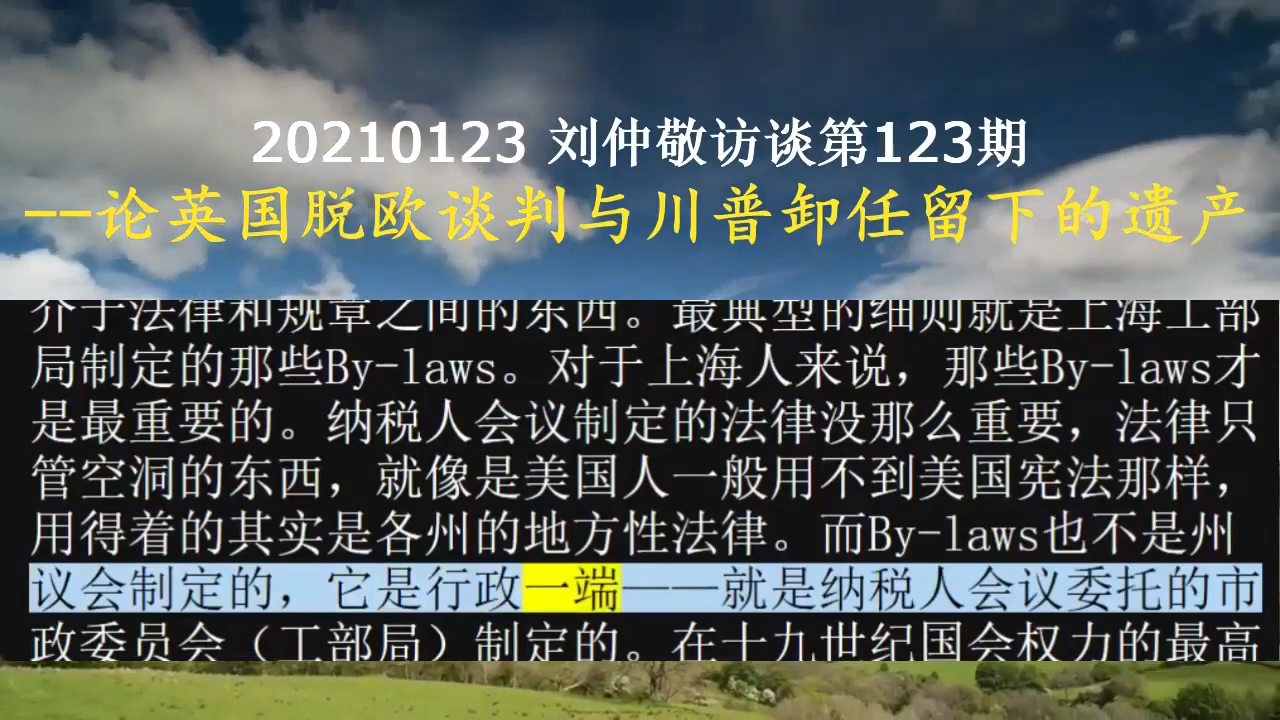 20210123 刘仲敬访谈第123期
--论英国脱欧谈判与川普卸任留下的遗产
介于法律和规章之间的东西。最典型的细则就是上海工部
局制定的那些By-laws。对于上海人来说，那些By-laws才
是最重要的。纳税人会议制定的法律没那么重要，法律只
管空洞的东西，就像是美国人一般用不到美国宪法那样，
用得着的其实是各州的地方性法律。而By-laws也不是州
议会制定的，它是行政一端——就是纳税人会议委托的市
政委员会（工部局）制定的。在十九世纪国会权力的最高